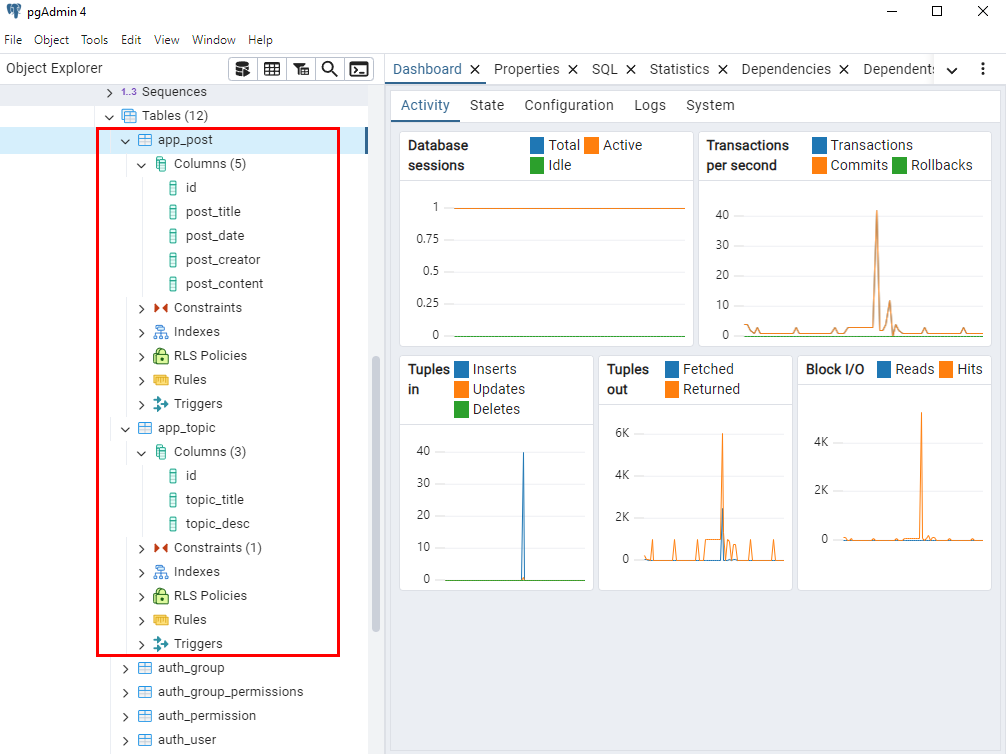 pgAdmin 4
File Object Tools Edit View Window Help
Object Explorer
1..3 Sequences
Tables (12)
app_post
Columns (5)
id
post_title
post_date
post_creator
post_content
Constraints
Indexes
RLS Policies
Rules
Triggers
app_topic
Columns (3)
id
topic_title
topic_desc
Constraints (1)
Indexes
RLS Policies
Rules
Triggers
auth_group
auth_group_permissions
auth_permission
auth_user
Dashboard Properties SQL Statistics Dependencies Dependent
Activity State Configuration Logs System
Database sessions
Total Active
Idle
1
0.75
0.5
0.25
0
Transactions per second
Transactions
Commits Rollbacks
40
30
20
10
0
Tuples in
Inserts
Updates
Deletes
40
30
20
10
0
Tuples out
Fetched
Returned
6K
4K
2K
0
Block I/O Reads Hits
4K
2K
0